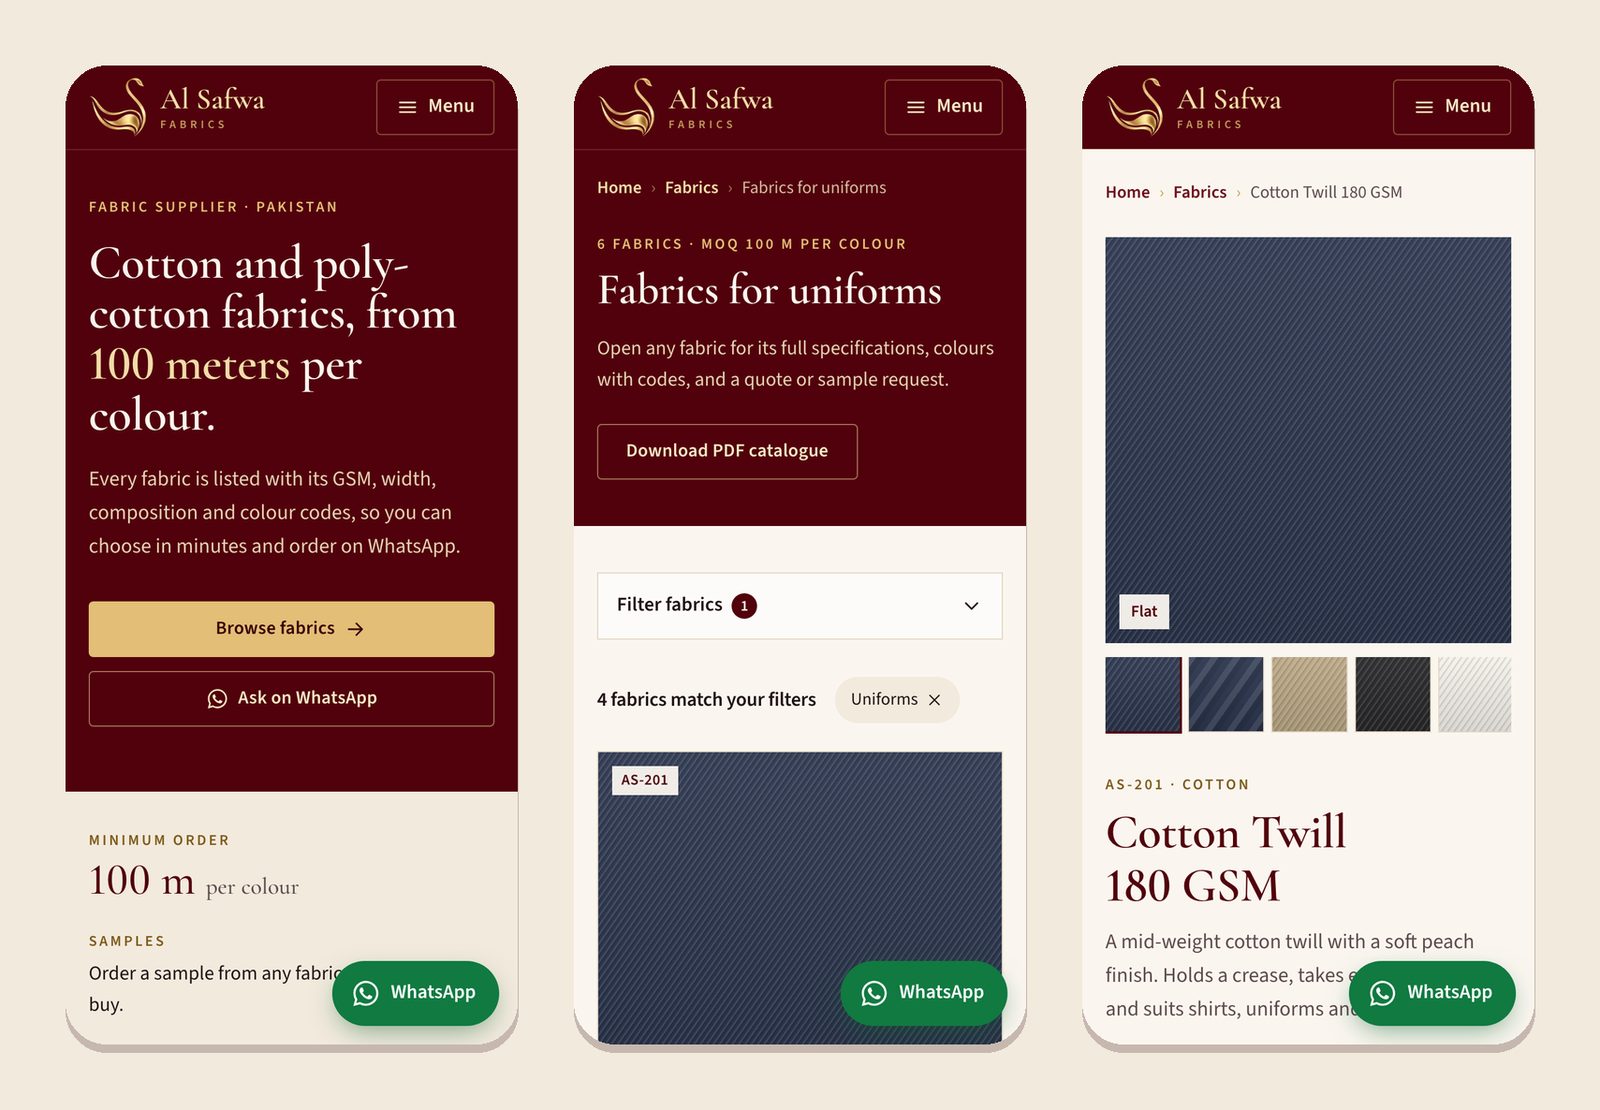 Al Safwa
FABRICS
Menu
FABRIC SUPPLIER · PAKISTAN
Cotton and poly-
cotton fabrics, from
100 meters per
colour.
Every fabric is listed with its GSM, width,
composition and colour codes, so you can
choose in minutes and order on WhatsApp.
Browse fabrics →
Ask on WhatsApp
MINIMUM ORDER
100 m per colour
SAMPLES
Order a sample from any fabric
buy.
WhatsApp
Al Safwa
FABRICS
Menu
Home › Fabrics › Fabrics for uniforms
6 FABRICS · MOQ 100 M PER COLOUR
Fabrics for uniforms
Open any fabric for its full specifications, colours
with codes, and a quote or sample request.
Download PDF catalogue
Filter fabrics 1
4 fabrics match your filters
Uniforms ×
AS-201
WhatsApp
Al Safwa
FABRICS
Menu
Home › Fabrics › Cotton Twill 180 GSM
Flat
AS-201 · COTTON
Cotton Twill
180 GSM
A mid-weight cotton twill with a soft peach
finish. Holds a crease, takes
and suits shirts, uniforms and
WhatsApp